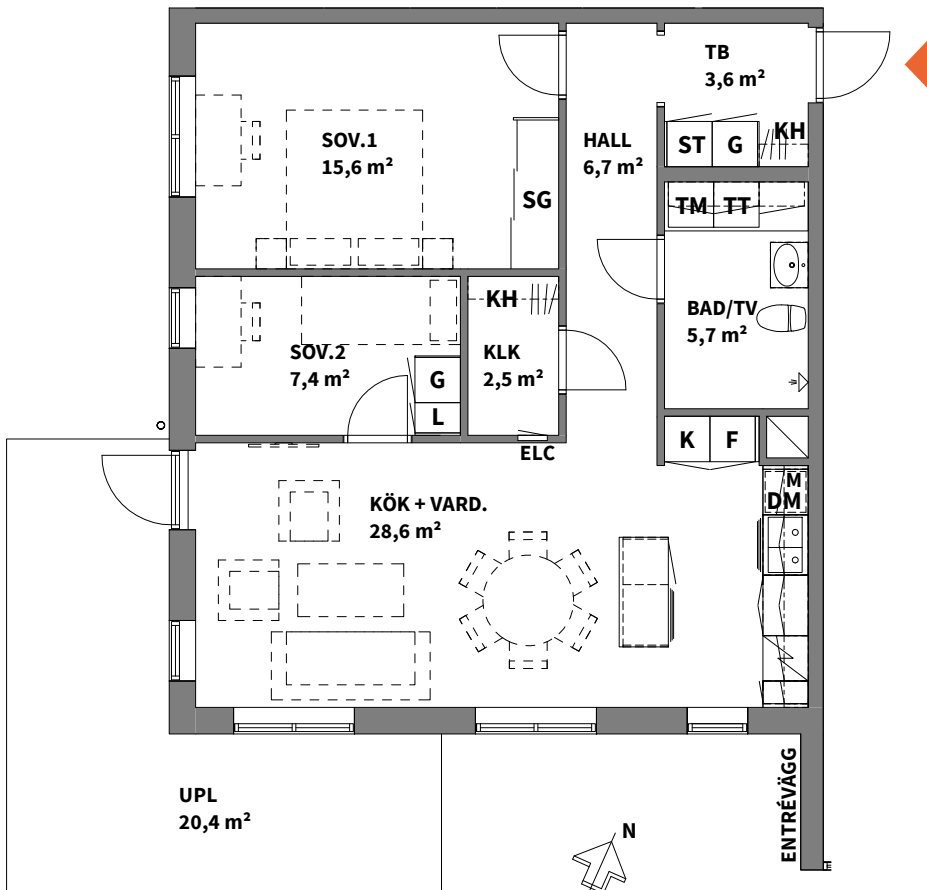 TB
3,6 m²
SOV.1
15,6 m²
HALL
6,7 m²
ST
G
KH
SG
TM
TT
KH
BAD/TV
5,7 m²
SOV.2
7,4 m²
KLK
2,5 m²
G
L
ELC
K
F
M
DM
KÖK + VARD.
28,6 m²
UPL
20,4 m²
N
ENTRÉVÄGG